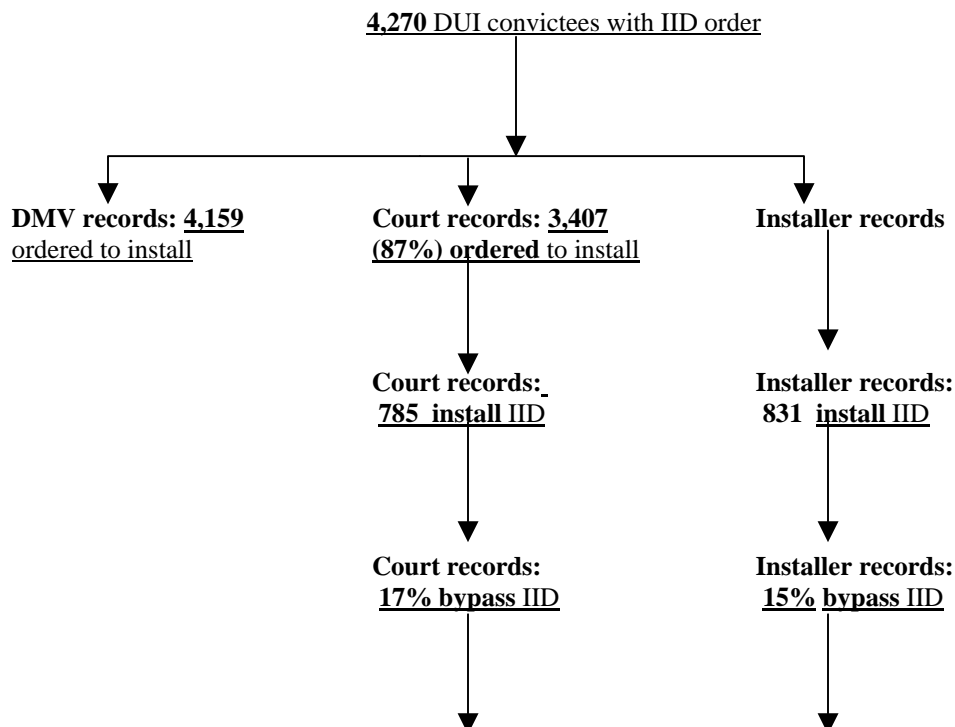 4,270 DUI convictees with IID order
DMV records: 4,159
ordered to install
Court records: 3,407
(87%) ordered to install
Installer records
Court records:
785 install IID
Installer records:
831 install IID
Court records:
17% bypass IID
Installer records:
15% bypass IID